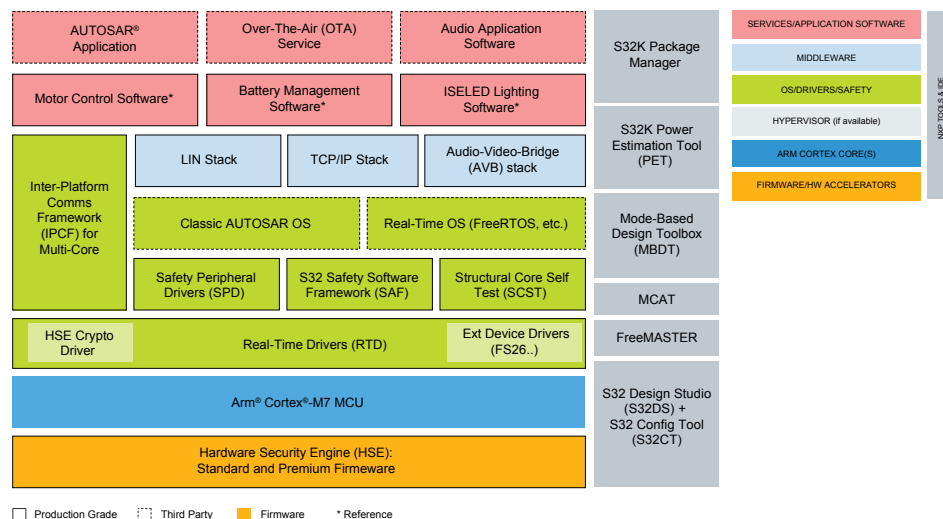 AUTOSAR®
Application
Over-The-Air (OTA)
Service
Audio Application
Software
Motor Control Software*
Battery Management
Software*
ISELED Lighting
Software*
Inter-Platform
Comms
Framework
(IPCF) for
Multi-Core
LIN Stack
TCP/IP Stack
Audio-Video-Bridge
(AVB) stack
Classic AUTOSAR OS
Real-Time OS (FreeRTOS, etc.)
Safety Peripheral
Drivers (SPD)
S32 Safety Software
Framework (SAF)
Structural Core Self
Test (SCST)
HSE Crypto
Driver
Real-Time Drivers (RTD)
Ext Device Drivers
(FS26..)
Arm® Cortex®-M7 MCU
Hardware Security Engine (HSE):
Standard and Premium Firmeware
S32K Package
Manager
S32K Power
Estimation Tool
(PET)
Mode-Based
Design Toolbox
(MBDT)
MCAT
FreeMASTER
S32 Design Studio
(S32DS) +
S32 Config Tool
(S32CT)
SERVICES/APPLICATION SOFTWARE
MIDDLEWARE
OS/DRIVERS/SAFETY
HYPERVISOR (if available)
ARM CORTEX CORE(S)
FIRMWARE/HW ACCELERATORS
NXP TOOLS & IDE
Production Grade
Third Party
Firmware
* Reference